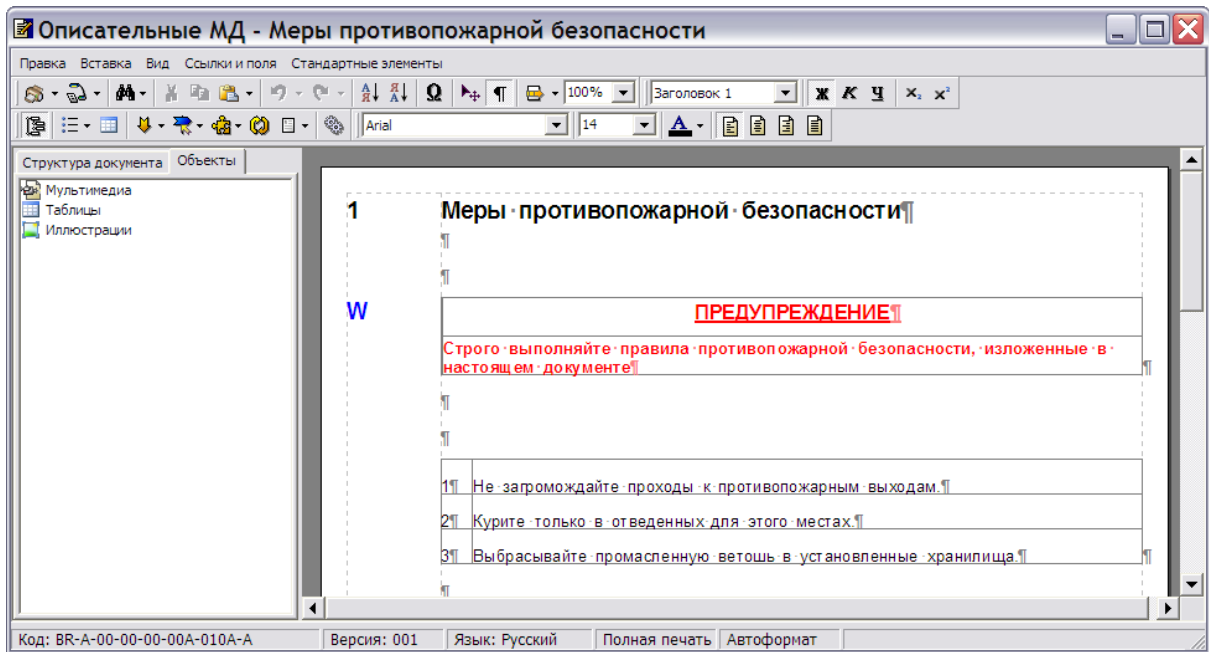 Описательные МД - Меры противопожарной безопасности
Правка Вставка Вид Ссылки и поля Стандартные элементы
100% Заголовок 1 Ж К Ч X₂ X²
Arial 14 A
Структура документа Объекты
Мультимедиа
Таблицы
Иллюстрации
1 Меры·противопожарной·безопасности¶
¶
¶
W ПРЕДУПРЕЖДЕНИЕ¶
Строго·выполняйте·правила·противопожарной·безопасности,·изложенные·в·
настоящем·документе¶ ¶
¶
¶
1¶ Не·загромождайте·проходы·к·противопожарным·выходам.¶
2¶ Курите·только·в·отведенных·для·этого·местах.¶
3¶ Выбрасывайте·промасленную·ветошь·в·установленные·хранилища.¶ ¶
¶
Код: BR-A-00-00-00-00A-010A-A Версия: 001 Язык: Русский Полная печать Автоформат